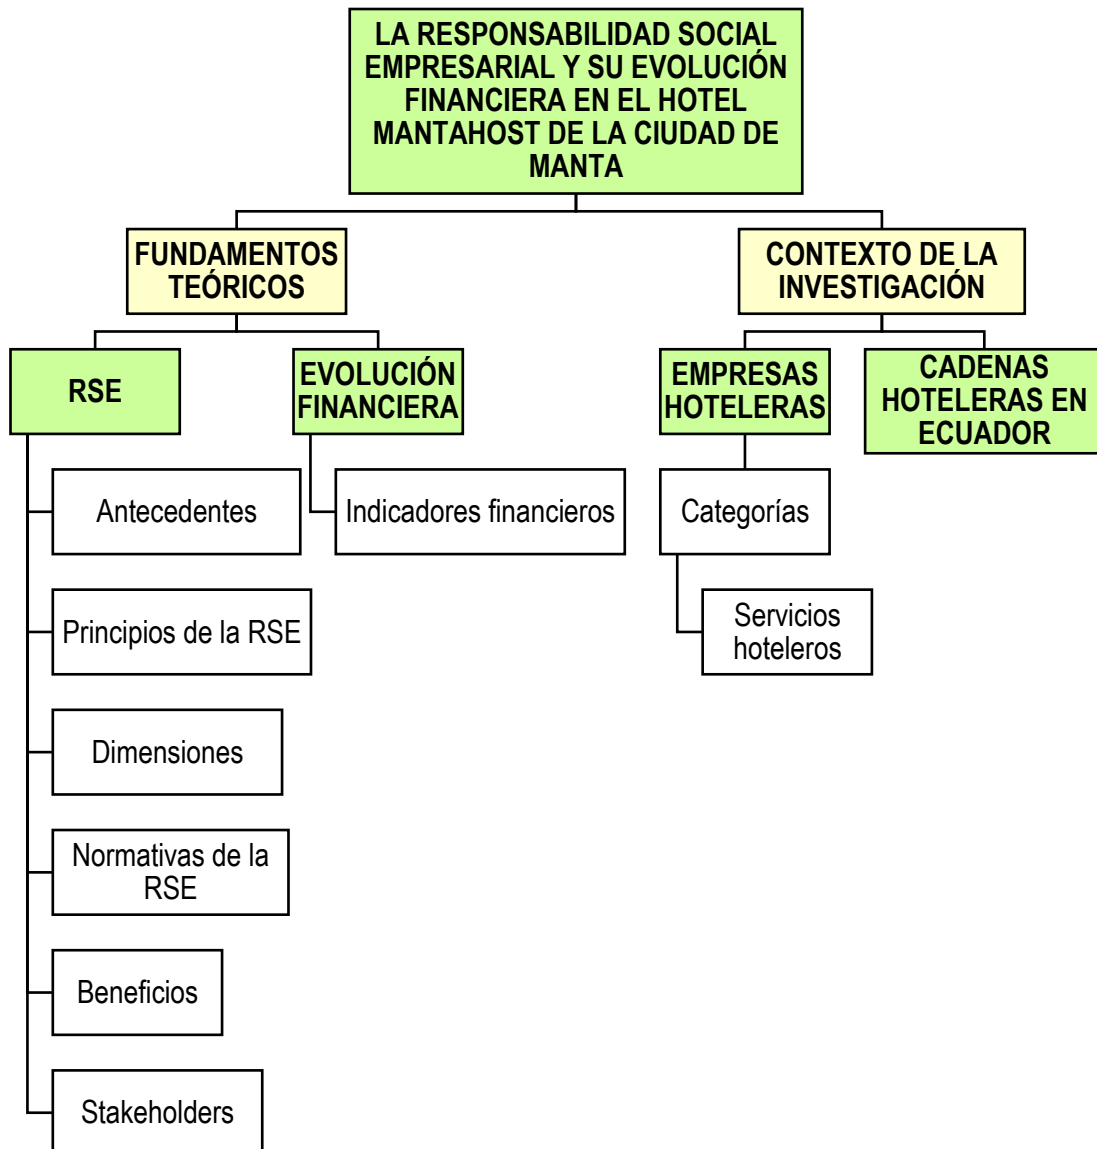 LA RESPONSABILIDAD SOCIAL
EMPRESARIAL Y SU EVOLUCIÓN
FINANCIERA EN EL HOTEL
MANTAHOST DE LA CIUDAD DE
MANTA
FUNDAMENTOS
TEÓRICOS
CONTEXTO DE LA
INVESTIGACIÓN
RSE
EVOLUCIÓN
FINANCIERA
EMPRESAS
HOTELERAS
CADENAS
HOTELERAS EN
ECUADOR
Antecedentes
Indicadores financieros
Categorías
Principios de la RSE
Servicios
hoteleros
Dimensiones
Normativas de la
RSE
Beneficios
Stakeholders